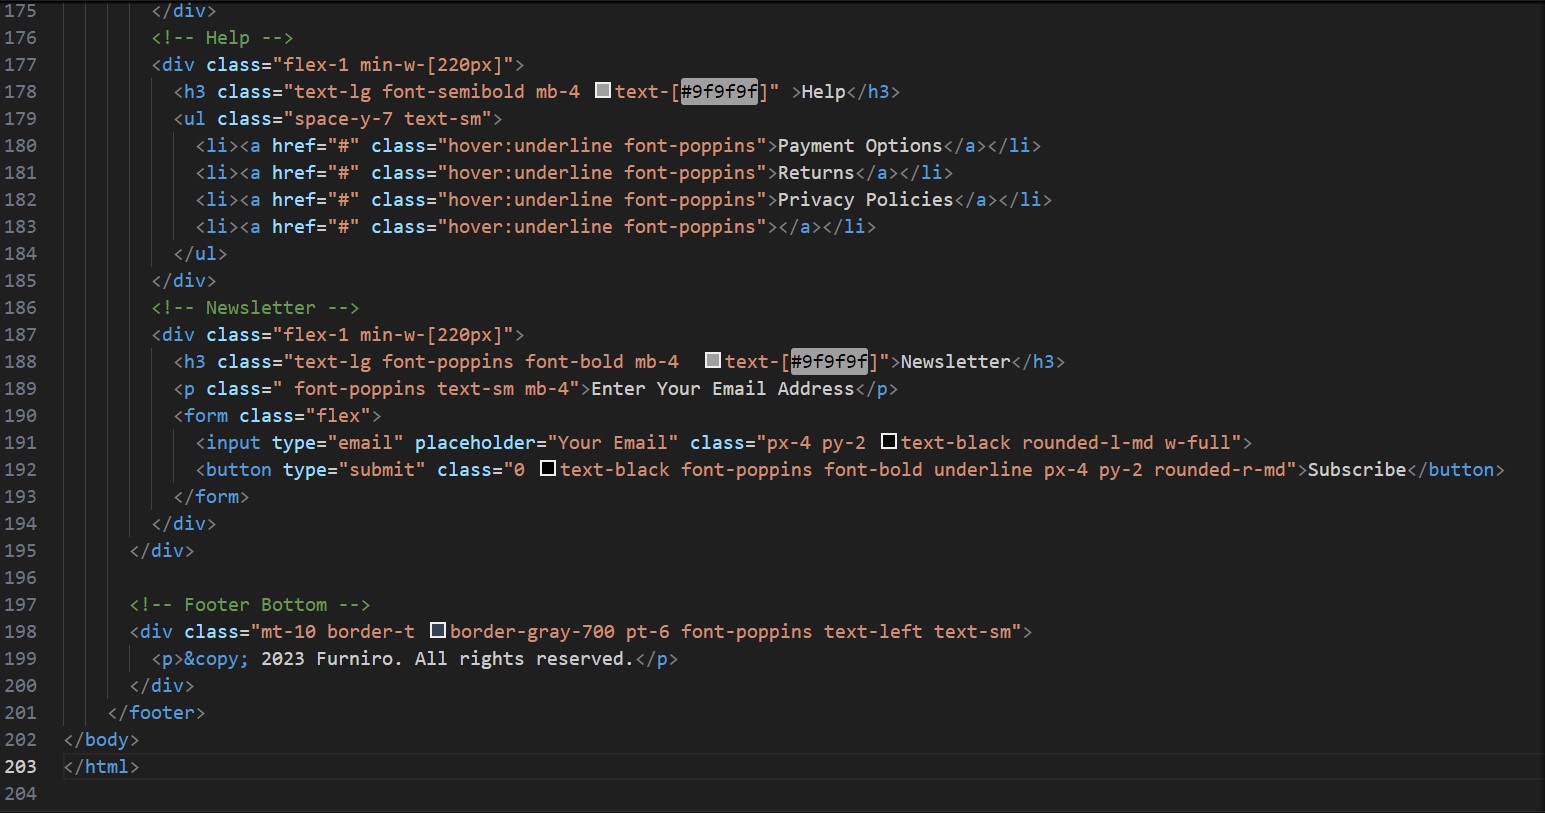 175         </div>
176         <!-- Help -->
177         <div class="flex-1 min-w-[220px]">
178           <h3 class="text-lg font-semibold mb-4 text-[#9f9f9f]" >Help</h3>
179           <ul class="space-y-7 text-sm">
180             <li><a href="#" class="hover:underline font-poppins">Payment Options</a></li>
181             <li><a href="#" class="hover:underline font-poppins">Returns</a></li>
182             <li><a href="#" class="hover:underline font-poppins">Privacy Policies</a></li>
183             <li><a href="#" class="hover:underline font-poppins"></a></li>
184           </ul>
185         </div>
186         <!-- Newsletter -->
187         <div class="flex-1 min-w-[220px]">
188           <h3 class="text-lg font-poppins font-bold mb-4  text-[#9f9f9f]">Newsletter</h3>
189           <p class=" font-poppins text-sm mb-4">Enter Your Email Address</p>
190           <form class="flex">
191             <input type="email" placeholder="Your Email" class="px-4 py-2 text-black rounded-l-md w-full">
192             <button type="submit" class="0 text-black font-poppins font-bold underline px-4 py-2 rounded-r-md">Subscribe</button>
193           </form>
194         </div>
195       </div>
196
197       <!-- Footer Bottom -->
198       <div class="mt-10 border-t border-gray-700 pt-6 font-poppins text-left text-sm">
199         <p>&copy; 2023 Furniro. All rights reserved.</p>
200       </div>
201     </footer>
202 </body>
203 </html>
204